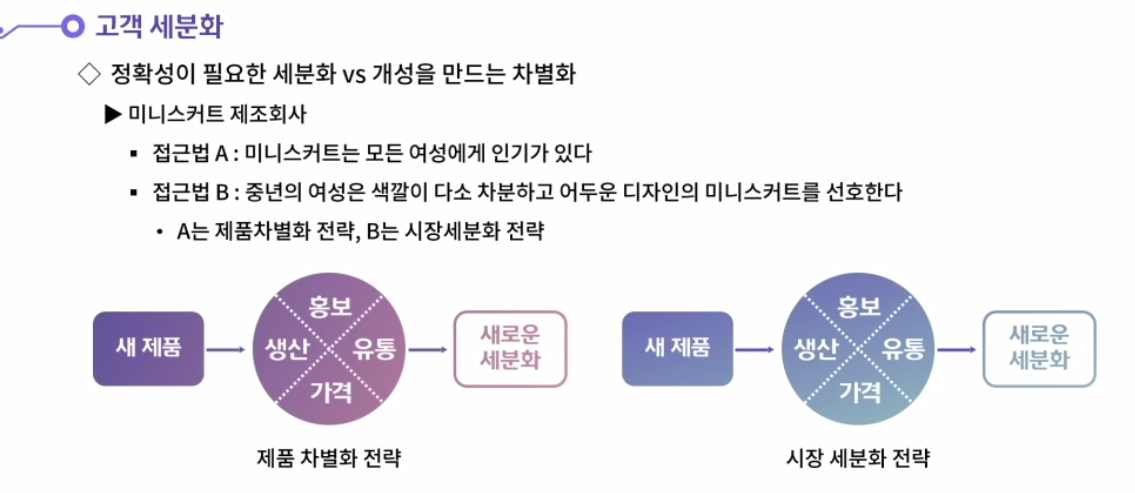 고객 세분화
◇ 정확성이 필요한 세분화 vs 개성을 만드는 차별화
▶ 미니스커트 제조회사
▪ 접근법 A : 미니스커트는 모든 여성에게 인기가 있다
▪ 접근법 B : 중년의 여성은 색깔이 다소 차분하고 어두운 디자인의 미니스커트를 선호한다
• A는 제품차별화 전략, B는 시장세분화 전략
새 제품
홍보
생산
유통
가격
새로운
세분화
제품 차별화 전략
새 제품
홍보
생산
유통
가격
새로운
세분화
시장 세분화 전략